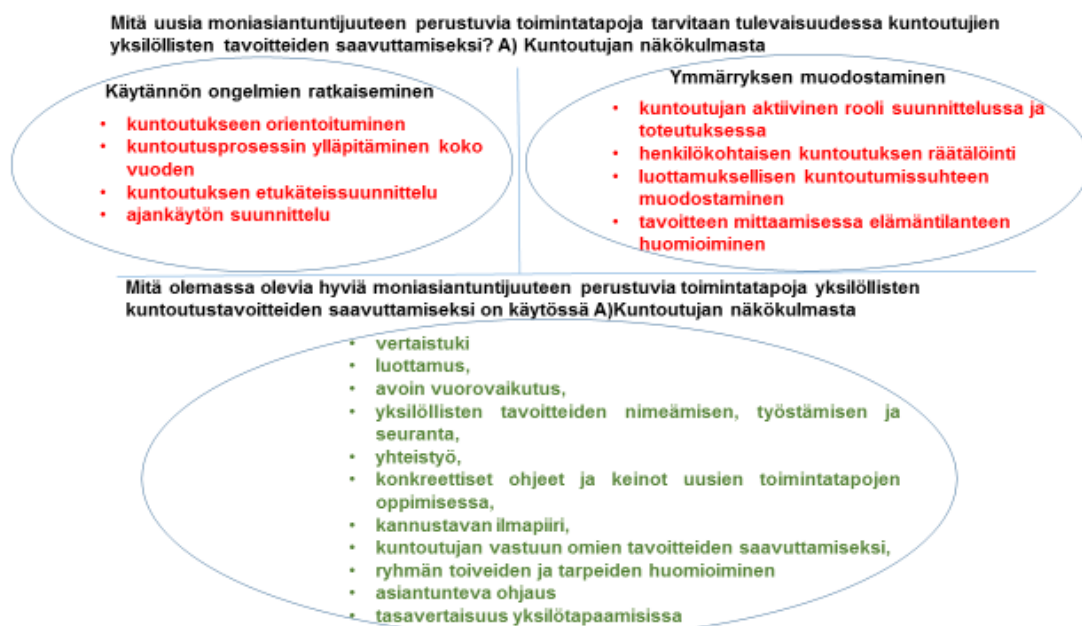 Mitä uusia moniasiantuntijuuteen perustuvia toimintatapoja tarvitaan tulevaisuudessa kuntoutujien
yksilöllisten tavoitteiden saavuttamiseksi? A) Kuntoutujan näkökulmasta
Käytännön ongelmien ratkaiseminen
• kuntoutukseen orientoituminen
• kuntoutusprosessin ylläpitäminen koko
vuoden
• kuntoutuksen etukäteissuunnittelu
• ajankäytön suunnittelu
Ymmärryksen muodostaminen
• kuntoutujan aktiivinen rooli suunnittelussa ja
toteutuksessa
• henkilökohtaisen kuntoutuksen räätälöinti
• luottamuksellisen kuntoutumissuhteen
muodostaminen
• tavoitteen mittaamisessa elämäntilanteen
huomioiminen
Mitä olemassa olevia hyviä moniasiantuntijuuteen perustuvia toimintatapoja yksilöllisten
kuntoutustavoitteiden saavuttamiseksi on käytössä A)Kuntoutujan näkökulmasta
• vertaistuki
• luottamus,
• avoin vuorovaikutus,
• yksilöllisten tavoitteiden nimeämisen, työstämisen ja
seuranta,
• yhteistyö,
• konkreettiset ohjeet ja keinot uusien toimintatapojen
oppimisessa,
• kannustavan ilmapiiri,
• kuntoutujan vastuun omien tavoitteiden saavuttamiseksi,
• ryhmän toiveiden ja tarpeiden huomioiminen
• asiantunteva ohjaus
• tasavertaisuus yksilötapaamisissa